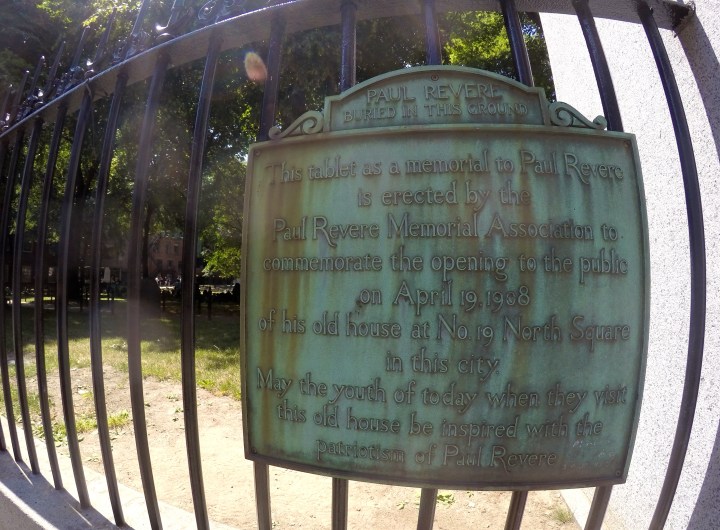 PAUL REVERE
BURIED IN THIS GROUND
This tablet as a memorial to Paul Revere
is erected by the
Paul Revere Memorial Association to
commemorate the opening to the public
on April 19, 1908
of his old house at No. 19 North Square
in this city.
May the youth of today when they visit
this old house be inspired with the
patriotism of Paul Revere